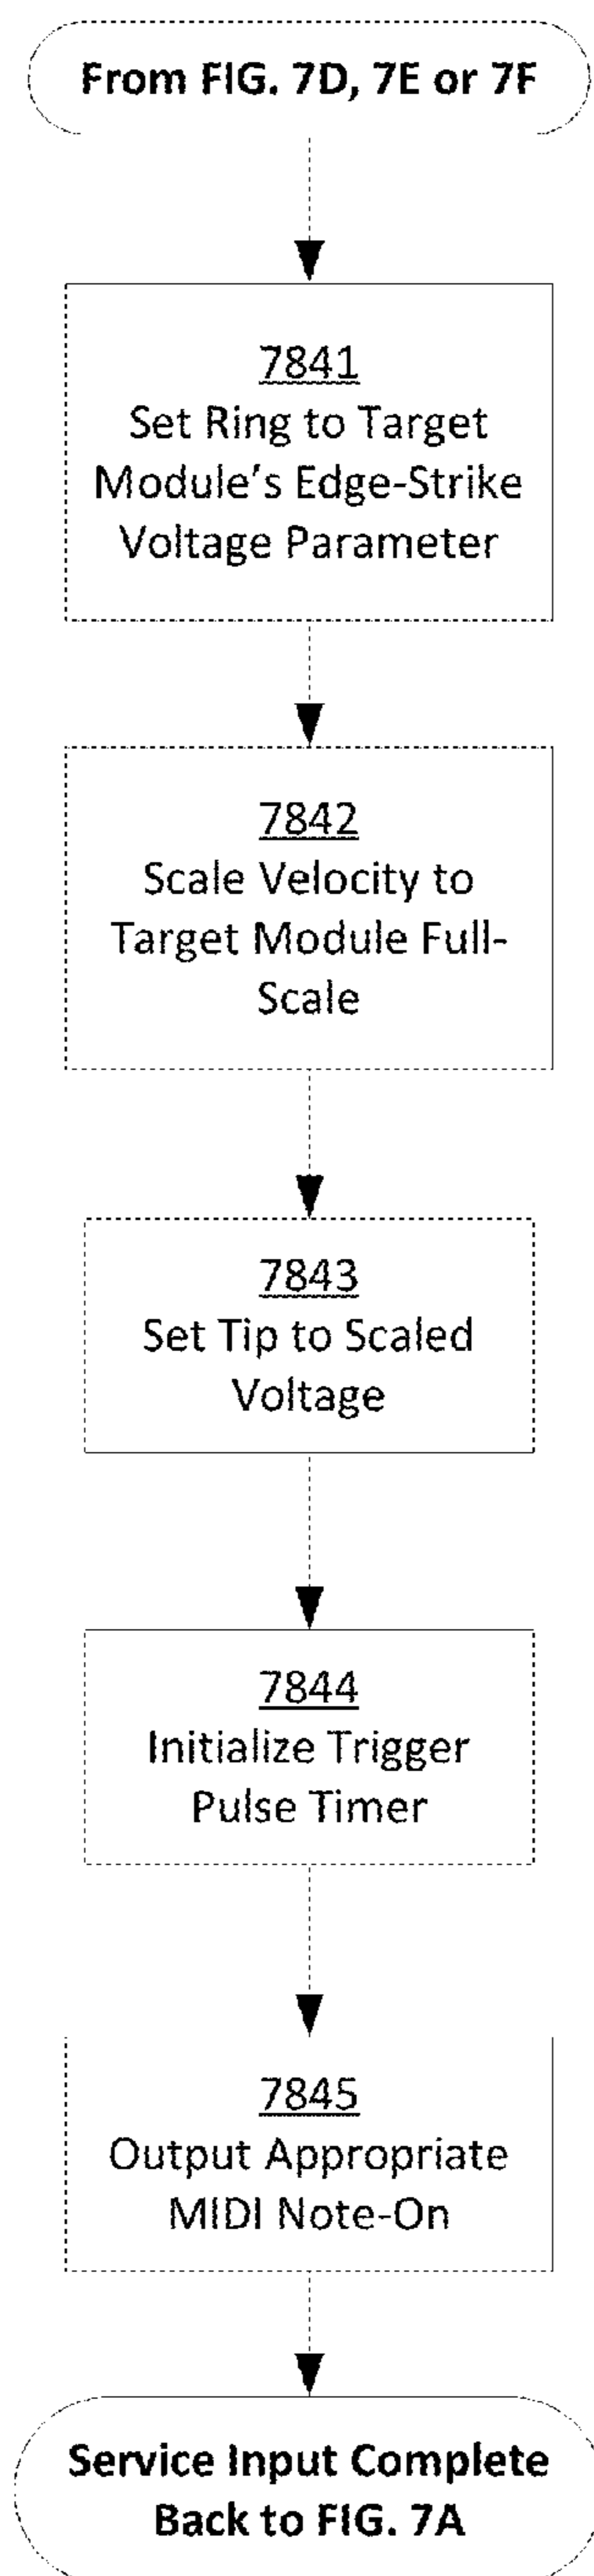 From FIG. 7D, 7E or 7F
7841
Set Ring to Target
Module's Edge-Strike
Voltage Parameter
7842
Scale Velocity to
Target Module Full-
Scale
7843
Set Tip to Scaled
Voltage
7844
Initialize Trigger
Pulse Timer
7845
Output Appropriate
MIDI Note-On
Service Input Complete
Back to FIG. 7A